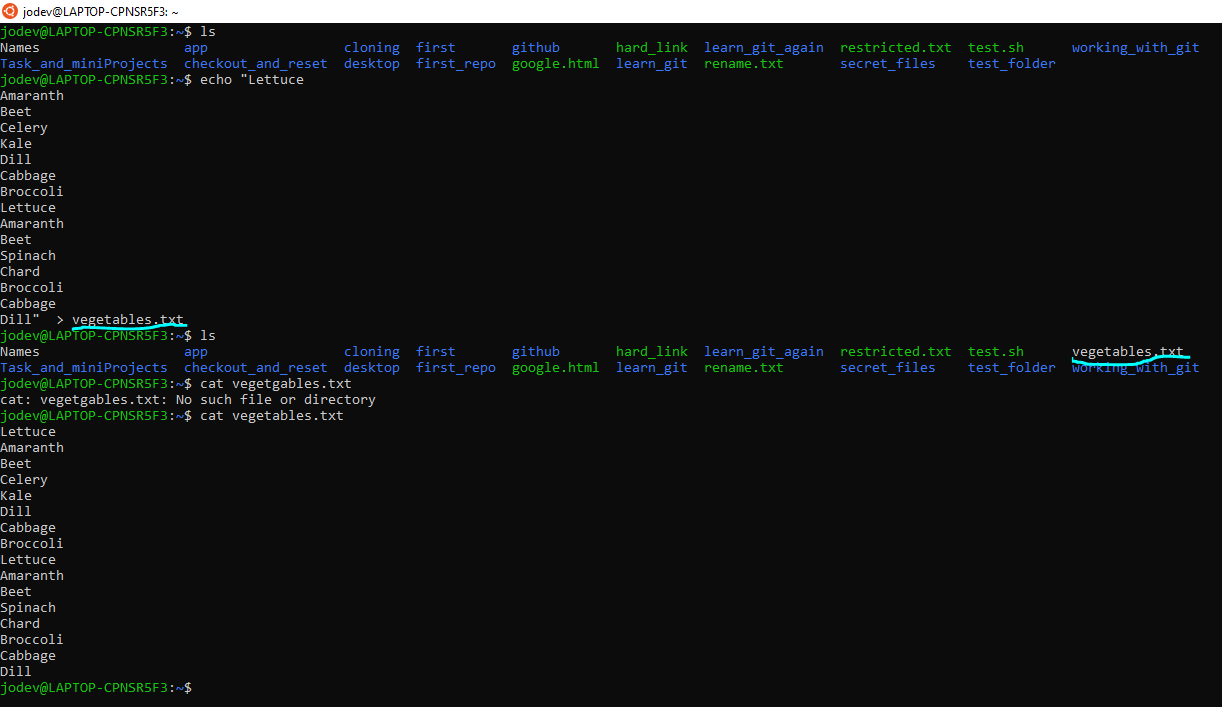 jodev@LAPTOP-CPNSR5F3: ~
jodev@LAPTOP-CPNSR5F3:~$ ls
Names app cloning first github hard_link learn_git_again restricted.txt test.sh working_with_git
Task_and_miniProjects checkout_and_reset desktop first_repo google.html learn_git rename.txt secret_files test_folder
jodev@LAPTOP-CPNSR5F3:~$ echo "Lettuce
Amaranth
Beet
Celery
Kale
Dill
Cabbage
Broccoli
Lettuce
Amaranth
Beet
Spinach
Chard
Broccoli
Cabbage
Dill" > vegetables.txt
jodev@LAPTOP-CPNSR5F3:~$ ls
Names app cloning first github hard_link learn_git_again restricted.txt test.sh vegetables.txt
Task_and_miniProjects checkout_and_reset desktop first_repo google.html learn_git rename.txt secret_files test_folder working_with_git
jodev@LAPTOP-CPNSR5F3:~$ cat vegetgables.txt
cat: vegetgables.txt: No such file or directory
jodev@LAPTOP-CPNSR5F3:~$ cat vegetables.txt
Lettuce
Amaranth
Beet
Celery
Kale
Dill
Cabbage
Broccoli
Lettuce
Amaranth
Beet
Spinach
Chard
Broccoli
Cabbage
Dill
jodev@LAPTOP-CPNSR5F3:~$